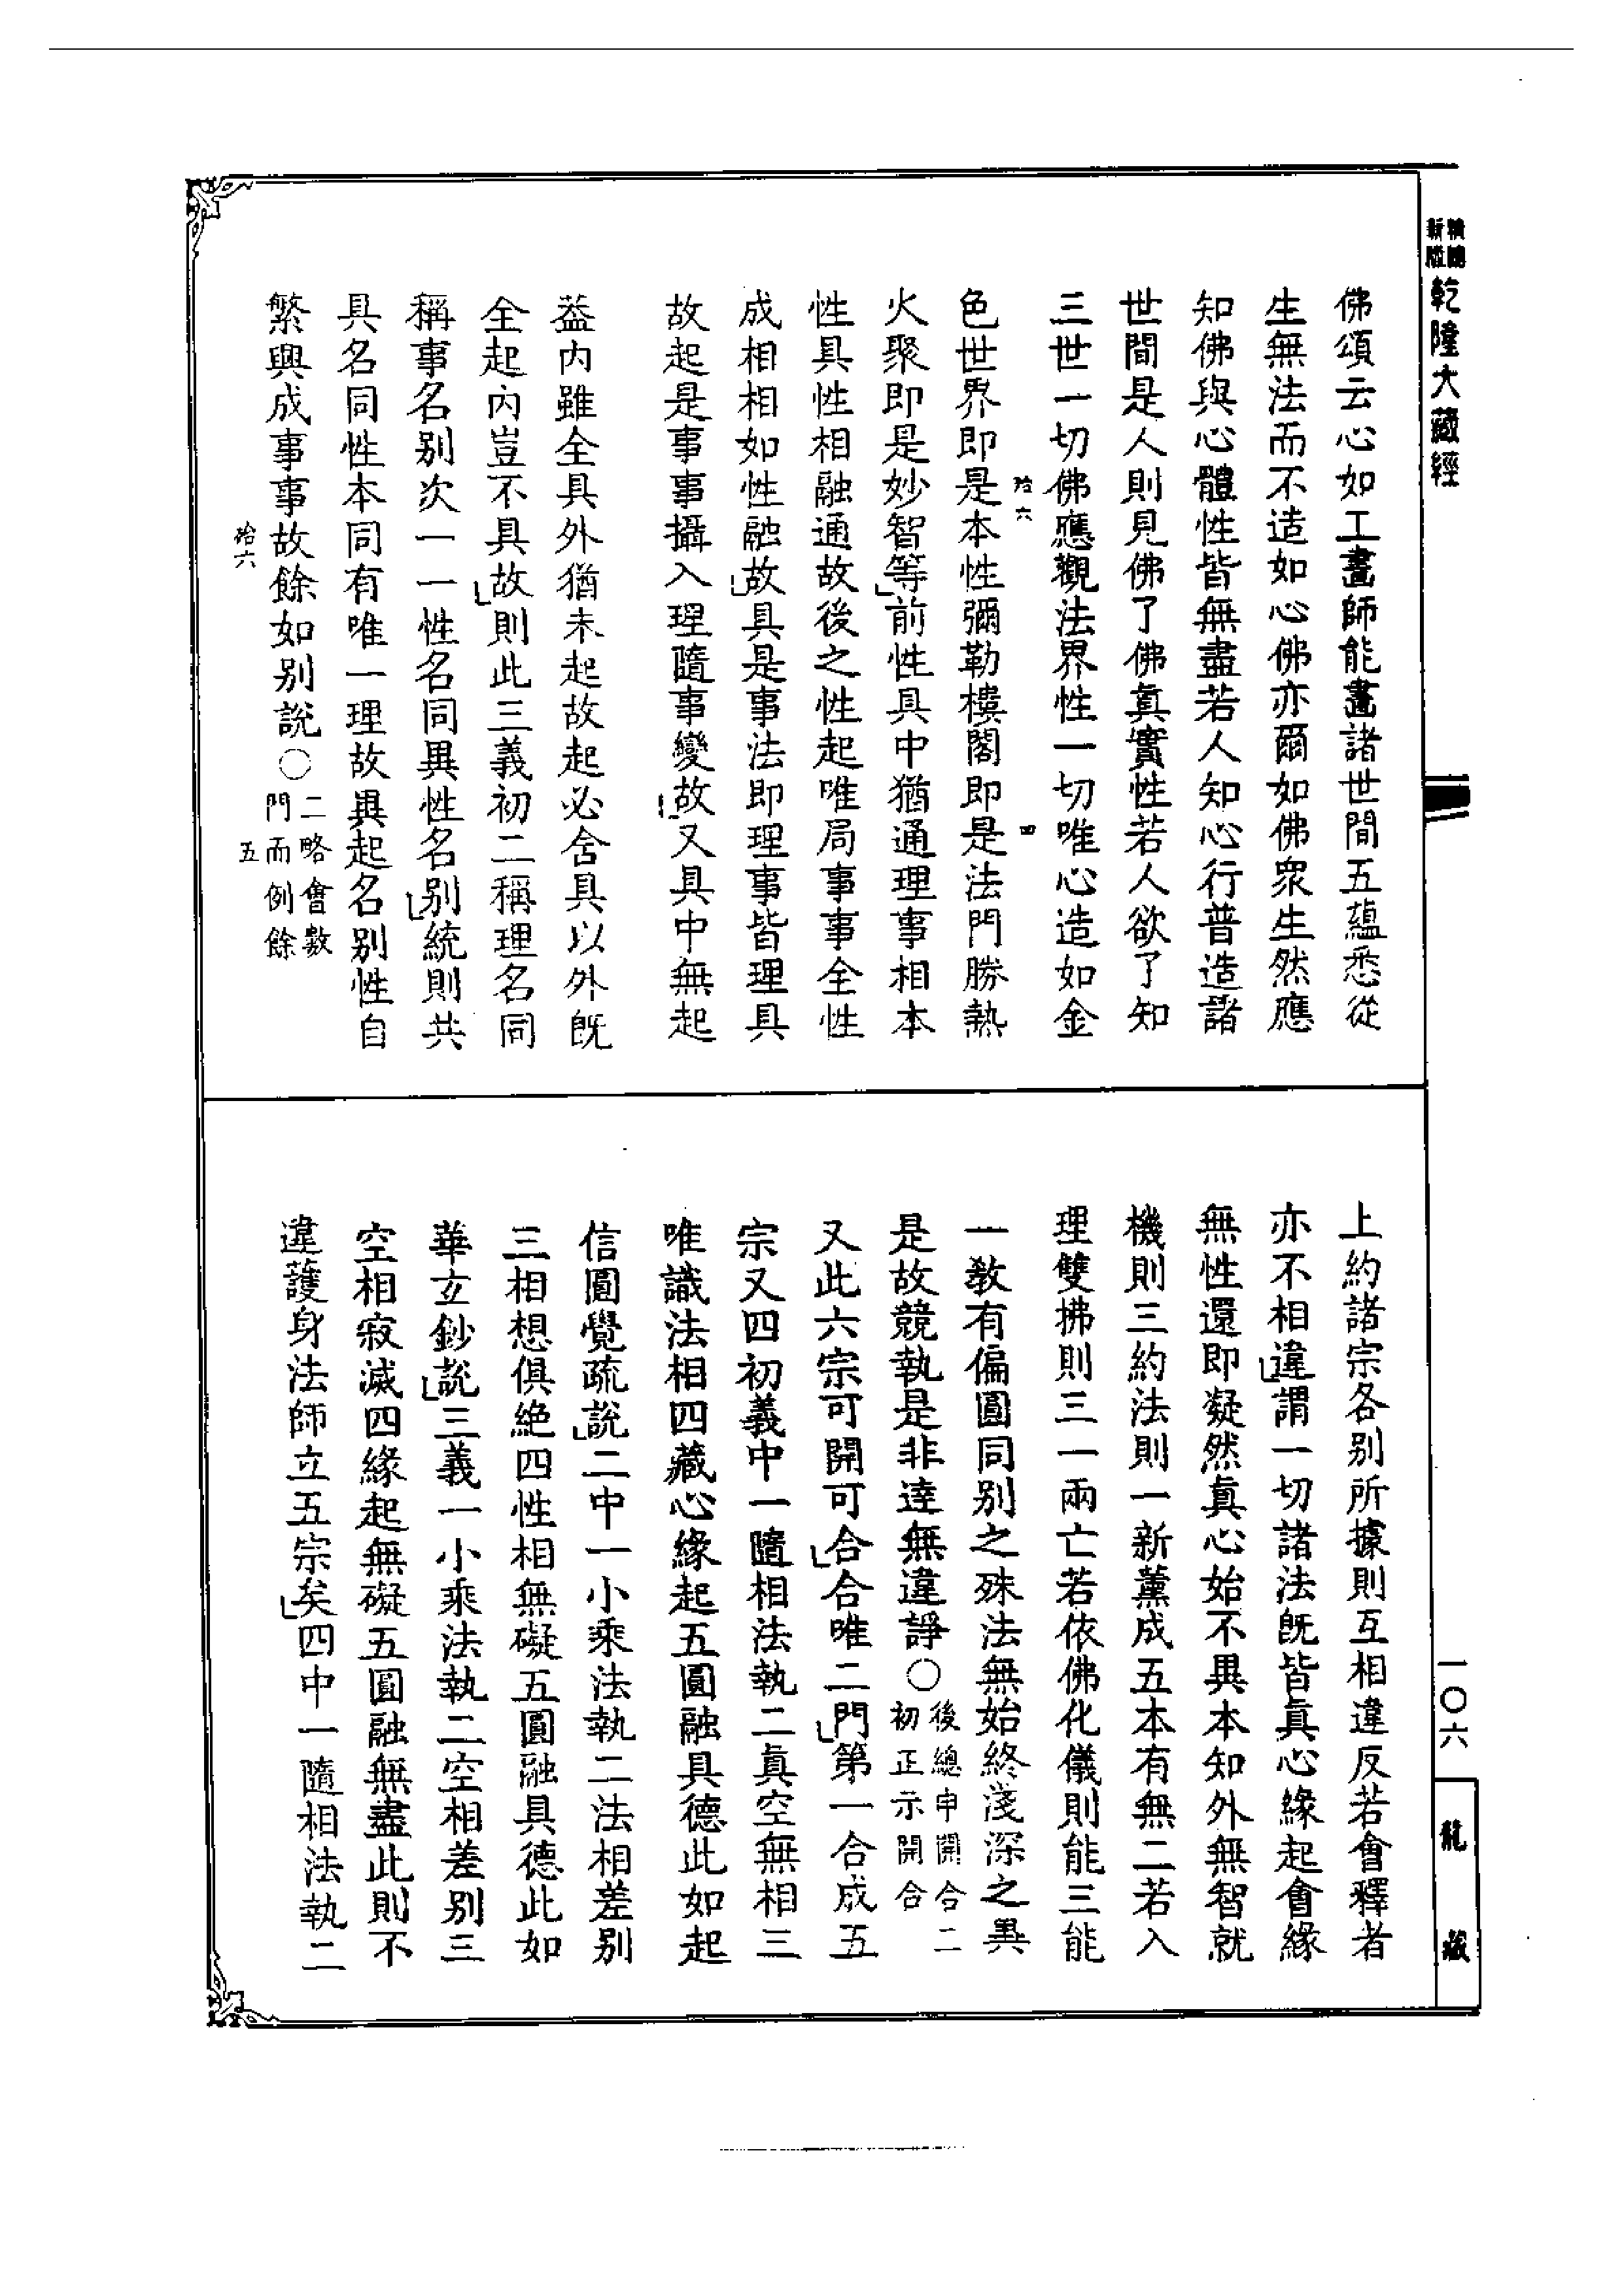 乾隆大藏經
佛頌云心如工畫師能畫諸世間五蘊悉從
生無法而不造如心佛亦爾如佛眾生然應
知佛與心體性皆無盡若人知心行普造諸
世間是人則見佛了佛眞實性若人欲了知
三世一切佛應觀法界性一切唯心造如金
拾六
四
色世界即是本性彌勒樓閣即是法門勝熱
火聚即是妙智等前性具中猶通理事相本
性具性相融通故後之性起唯局事事全性
成相相如性融故具是事法即理事皆理具
故起是事事攝入理隨事變故又具中無起
葢內雖全具外猶未起故起必含具以外旣
全起內豈不具故則此三義初二稱理名同
稱事名別次一一性名同異性名別統則共
具名同性本同有唯一理故異起名別性自
繁興成事事故餘如別說○二略會數門而例餘
拾六
五
上約諸宗各別所據則互相違反若會釋者
亦不相違謂一切諸法旣皆眞心緣起會緣
無性還即凝然眞心始不異本知外無智就
機則三約法則一新薰成五本有無二若入
理雙拂則三一兩亡若依佛化儀則能三能
一教有偏圓同別之殊法無始終淺深之異
是故競執是非達無違諍○後總申開合二初正示開合
又此六宗可開可合合唯二門第一合成五
宗又四初義中一隨相法執二眞空無相三
唯識法相四藏心緣起五圓融具德此如起
信圓覺疏說二中一小乘法執二法相差別
三相想俱絕四性相無礙五圓融具德此如
華玄鈔說三義一小乘法執二空相差別三
空相寂滅四緣起無礙五圓融無盡此則不
違護身法師立五宗矣四中一隨相法執二
一〇六
龍藏